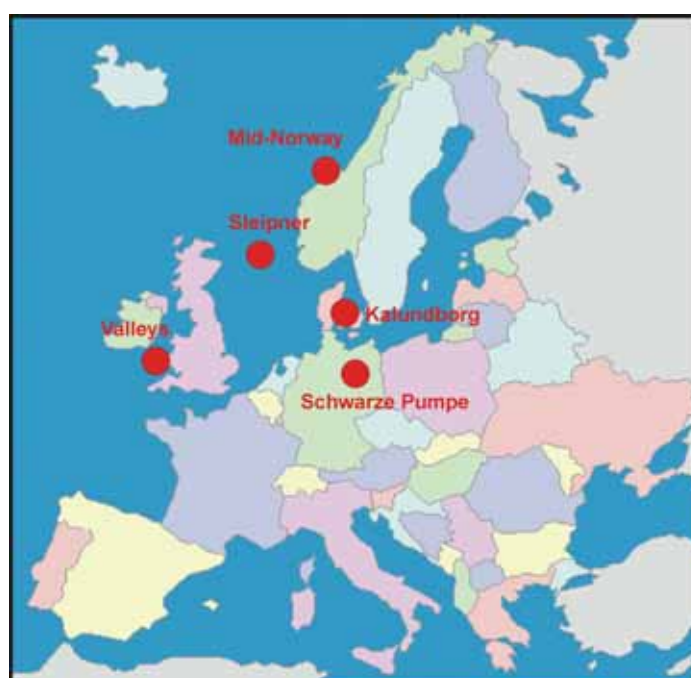 Mid-Norway
Sleipner
Valleys
Kalundborg
Schwarze Pumpe